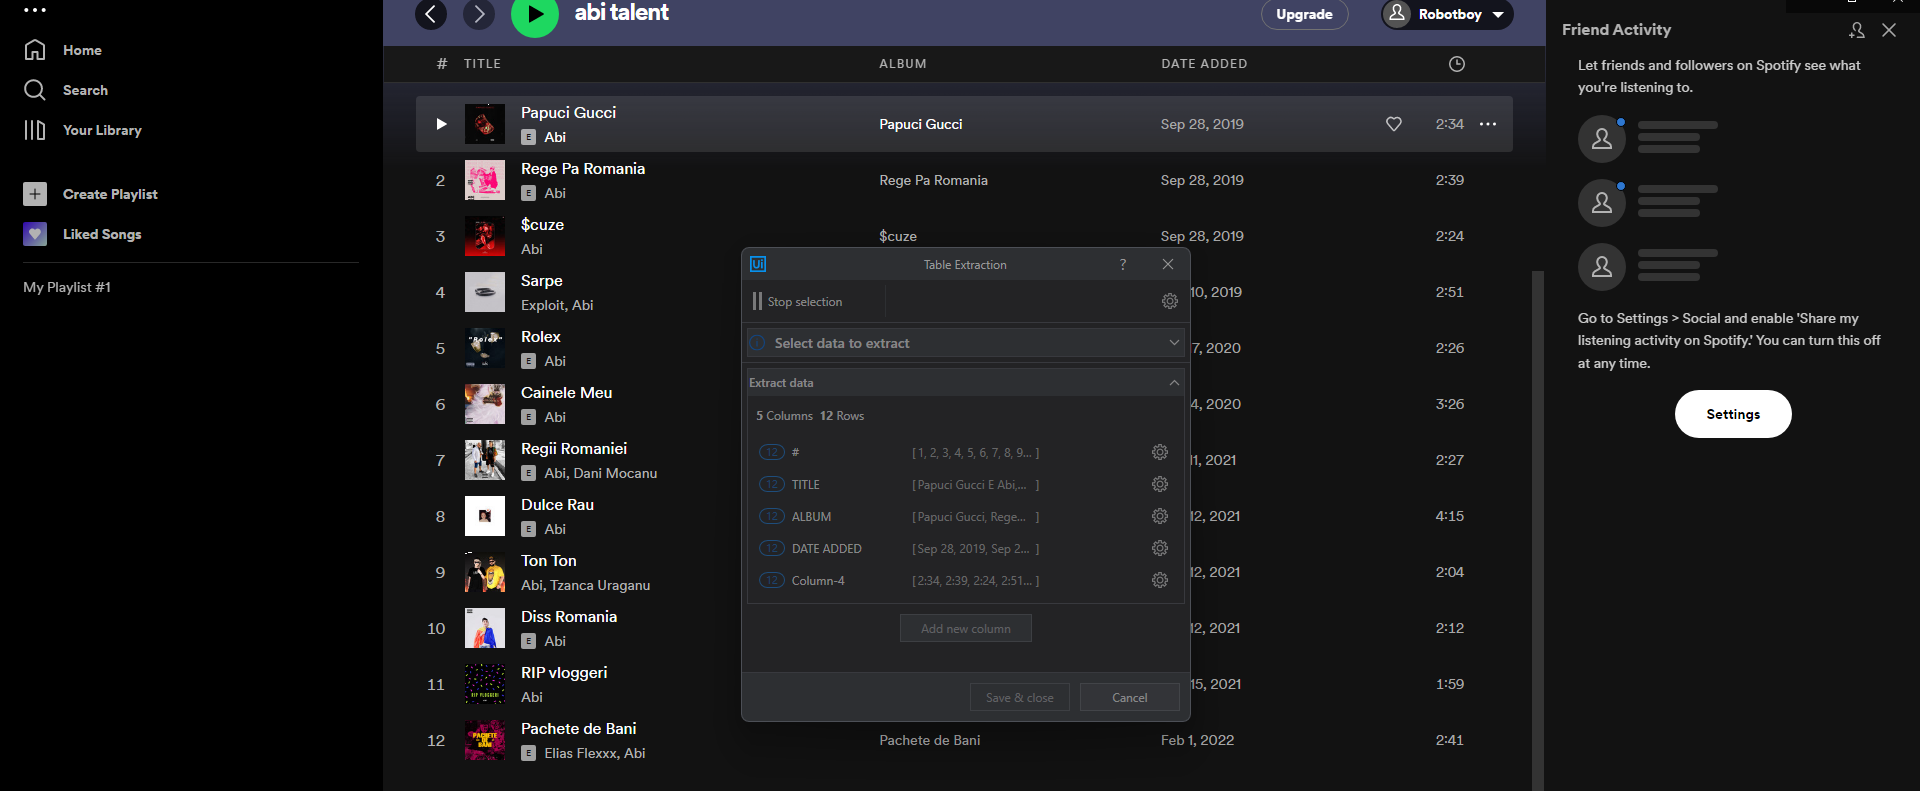 Home
Search
Your Library
Create Playlist
Liked Songs
My Playlist #1
abi talent
Upgrade
Robotboy
# TITLE ALBUM DATE ADDED
Papuci Gucci
E Abi
Papuci Gucci
Sep 28, 2019
2:34
2
Rege Pa Romania
E Abi
Rege Pa Romania
Sep 28, 2019
2:39
3
$cuze
Abi
$cuze
Sep 28, 2019
2:24
4
Sarpe
Exploit, Abi
10, 2019
2:51
5
"Rolex"
Rolex
E Abi
7, 2020
2:26
6
Cainele Meu
E Abi
4, 2020
3:26
7
Regii Romaniei
E Abi, Dani Mocanu
11, 2021
2:27
8
Dulce Rau
E Abi
12, 2021
4:15
9
Ton Ton
Abi, Tzanca Uraganu
12, 2021
2:04
10
Diss Romania
E Abi
12, 2021
2:12
11
RIP VLOGGERI
RIP vloggeri
Abi
15, 2021
1:59
12
PACHETE
DE
BANI
Pachete de Bani
E Elias Flexxx, Abi
Pachete de Bani
Feb 1, 2022
2:41
Ui Table Extraction ?
Stop selection
Select data to extract
Extract data
5 Columns 12 Rows
12 # [ 1, 2, 3, 4, 5, 6, 7, 8, 9... ]
12 TITLE [ Papuci Gucci E Abi,... ]
12 ALBUM [ Papuci Gucci, Rege... ]
12 DATE ADDED [ Sep 28, 2019, Sep 2... ]
12 Column-4 [ 2:34, 2:39, 2:24, 2:51... ]
Add new column
Save & close
Cancel
Friend Activity
Let friends and followers on Spotify see what
you're listening to.
Go to Settings > Social and enable 'Share my
listening activity on Spotify.' You can turn this off
at any time.
Settings